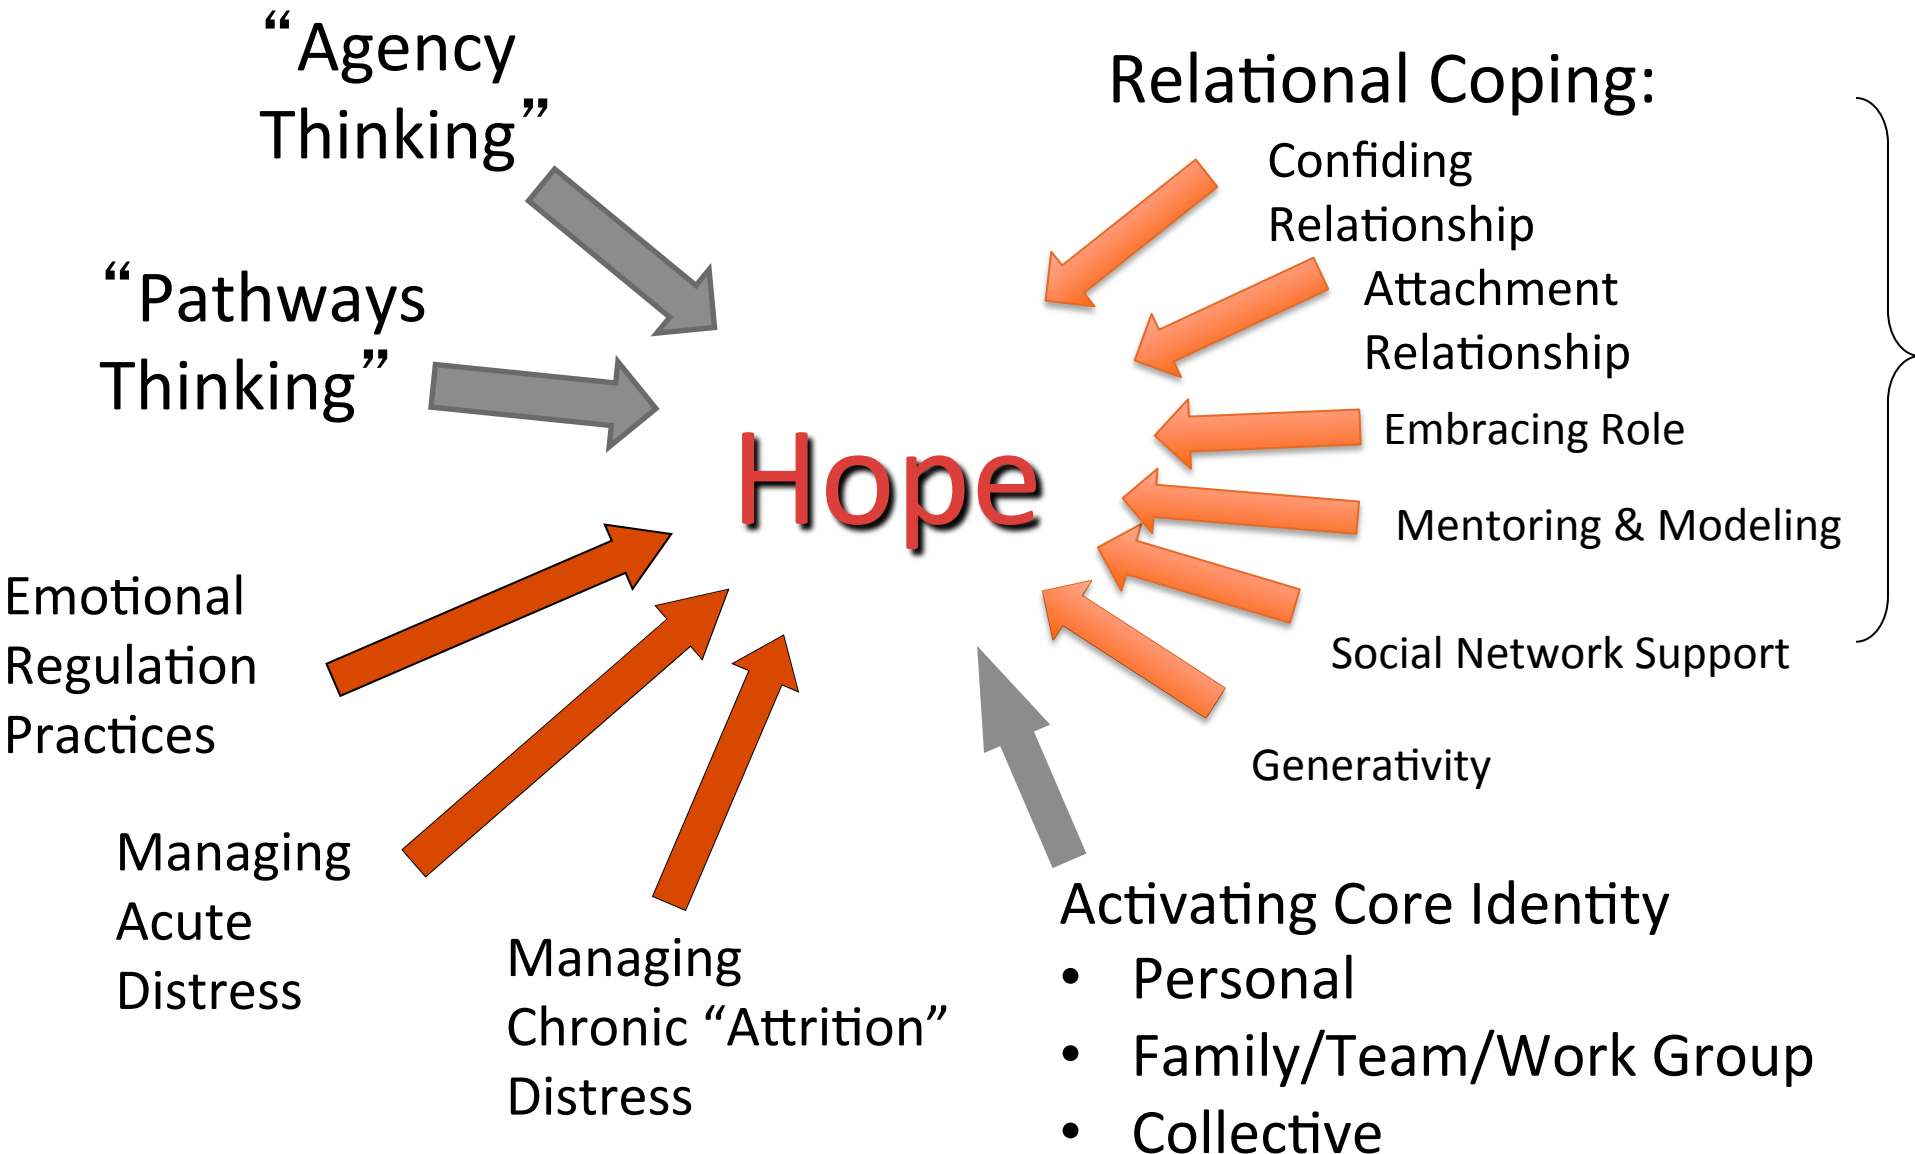 “Agency
Thinking”
“Pathways
Thinking”
Hope
Relational Coping:
Confiding
Relationship
Attachment
Relationship
Embracing Role
Mentoring & Modeling
Social Network Support
Generativity
Emotional
Regulation
Practices
Managing
Acute
Distress
Managing
Chronic “Attrition”
Distress
Activating Core Identity
• Personal
• Family/Team/Work Group
• Collective